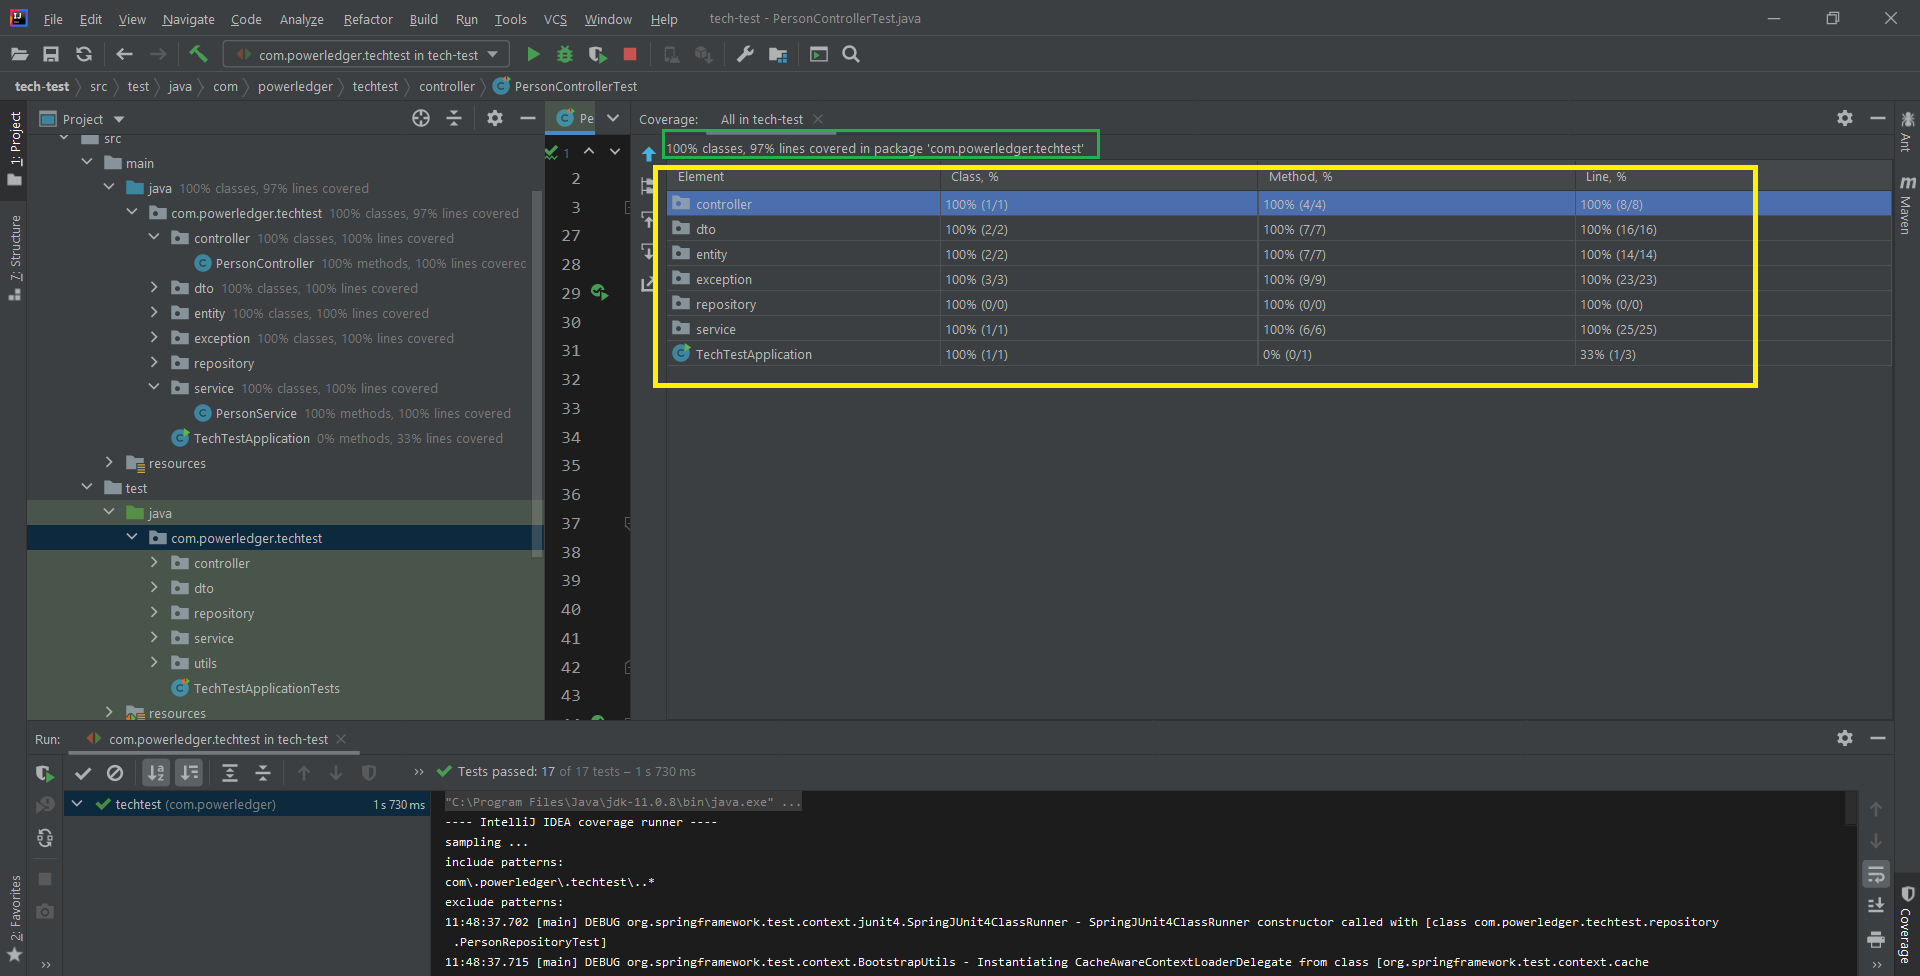 File Edit View Navigate Code Analyze Refactor Build Run Tools VCS Window Help tech-test - PersonControllerTest.java
com.powerledger.techtest in tech-test
tech-test src test java com powerledger techtest controller PersonControllerTest
1: Project
7: Structure
2: Favorites
Project
src
main
java 100% classes, 97% lines covered
com.powerledger.techtest 100% classes, 97% lines covered
controller 100% classes, 100% lines covered
PersonController 100% methods, 100% lines coverec
dto 100% classes, 100% lines covered
entity 100% classes, 100% lines covered
exception 100% classes, 100% lines covered
repository
service 100% classes, 100% lines covered
PersonService 100% methods, 100% lines covered
TechTestApplication 0% methods, 33% lines covered
resources
test
java
com.powerledger.techtest
controller
dto
repository
service
utils
TechTestApplicationTests
resources
Pe
1
2
3
27
28
29
30
31
32
33
34
35
36
37
38
39
40
41
42
43
Coverage: All in tech-test
100% classes, 97% lines covered in package 'com.powerledger.techtest'
Element Class, % Method, % Line, %
controller 100% (1/1) 100% (4/4) 100% (8/8)
dto 100% (2/2) 100% (7/7) 100% (16/16)
entity 100% (2/2) 100% (7/7) 100% (14/14)
exception 100% (3/3) 100% (9/9) 100% (23/23)
repository 100% (0/0) 100% (0/0) 100% (0/0)
service 100% (1/1) 100% (6/6) 100% (25/25)
TechTestApplication 100% (1/1) 0% (0/1) 33% (1/3)
Ant
m Maven
Coverage
Run: com.powerledger.techtest in tech-test
Tests passed: 17 of 17 tests – 1 s 730 ms
techtest (com.powerledger) 1 s 730 ms
"C:\Program Files\Java\jdk-11.0.8\bin\java.exe" ...
---- IntelliJ IDEA coverage runner ----
sampling ...
include patterns:
com\.powerledger\.techtest\..*
exclude patterns:
11:48:37.702 [main] DEBUG org.springframework.test.context.junit4.SpringJUnit4ClassRunner - SpringJUnit4ClassRunner constructor called with [class com.powerledger.techtest.repository
.PersonRepositoryTest]
11:48:37.715 [main] DEBUG org.springframework.test.context.BootstrapUtils - Instantiating CacheAwareContextLoaderDelegate from class [org.springframework.test.context.cache